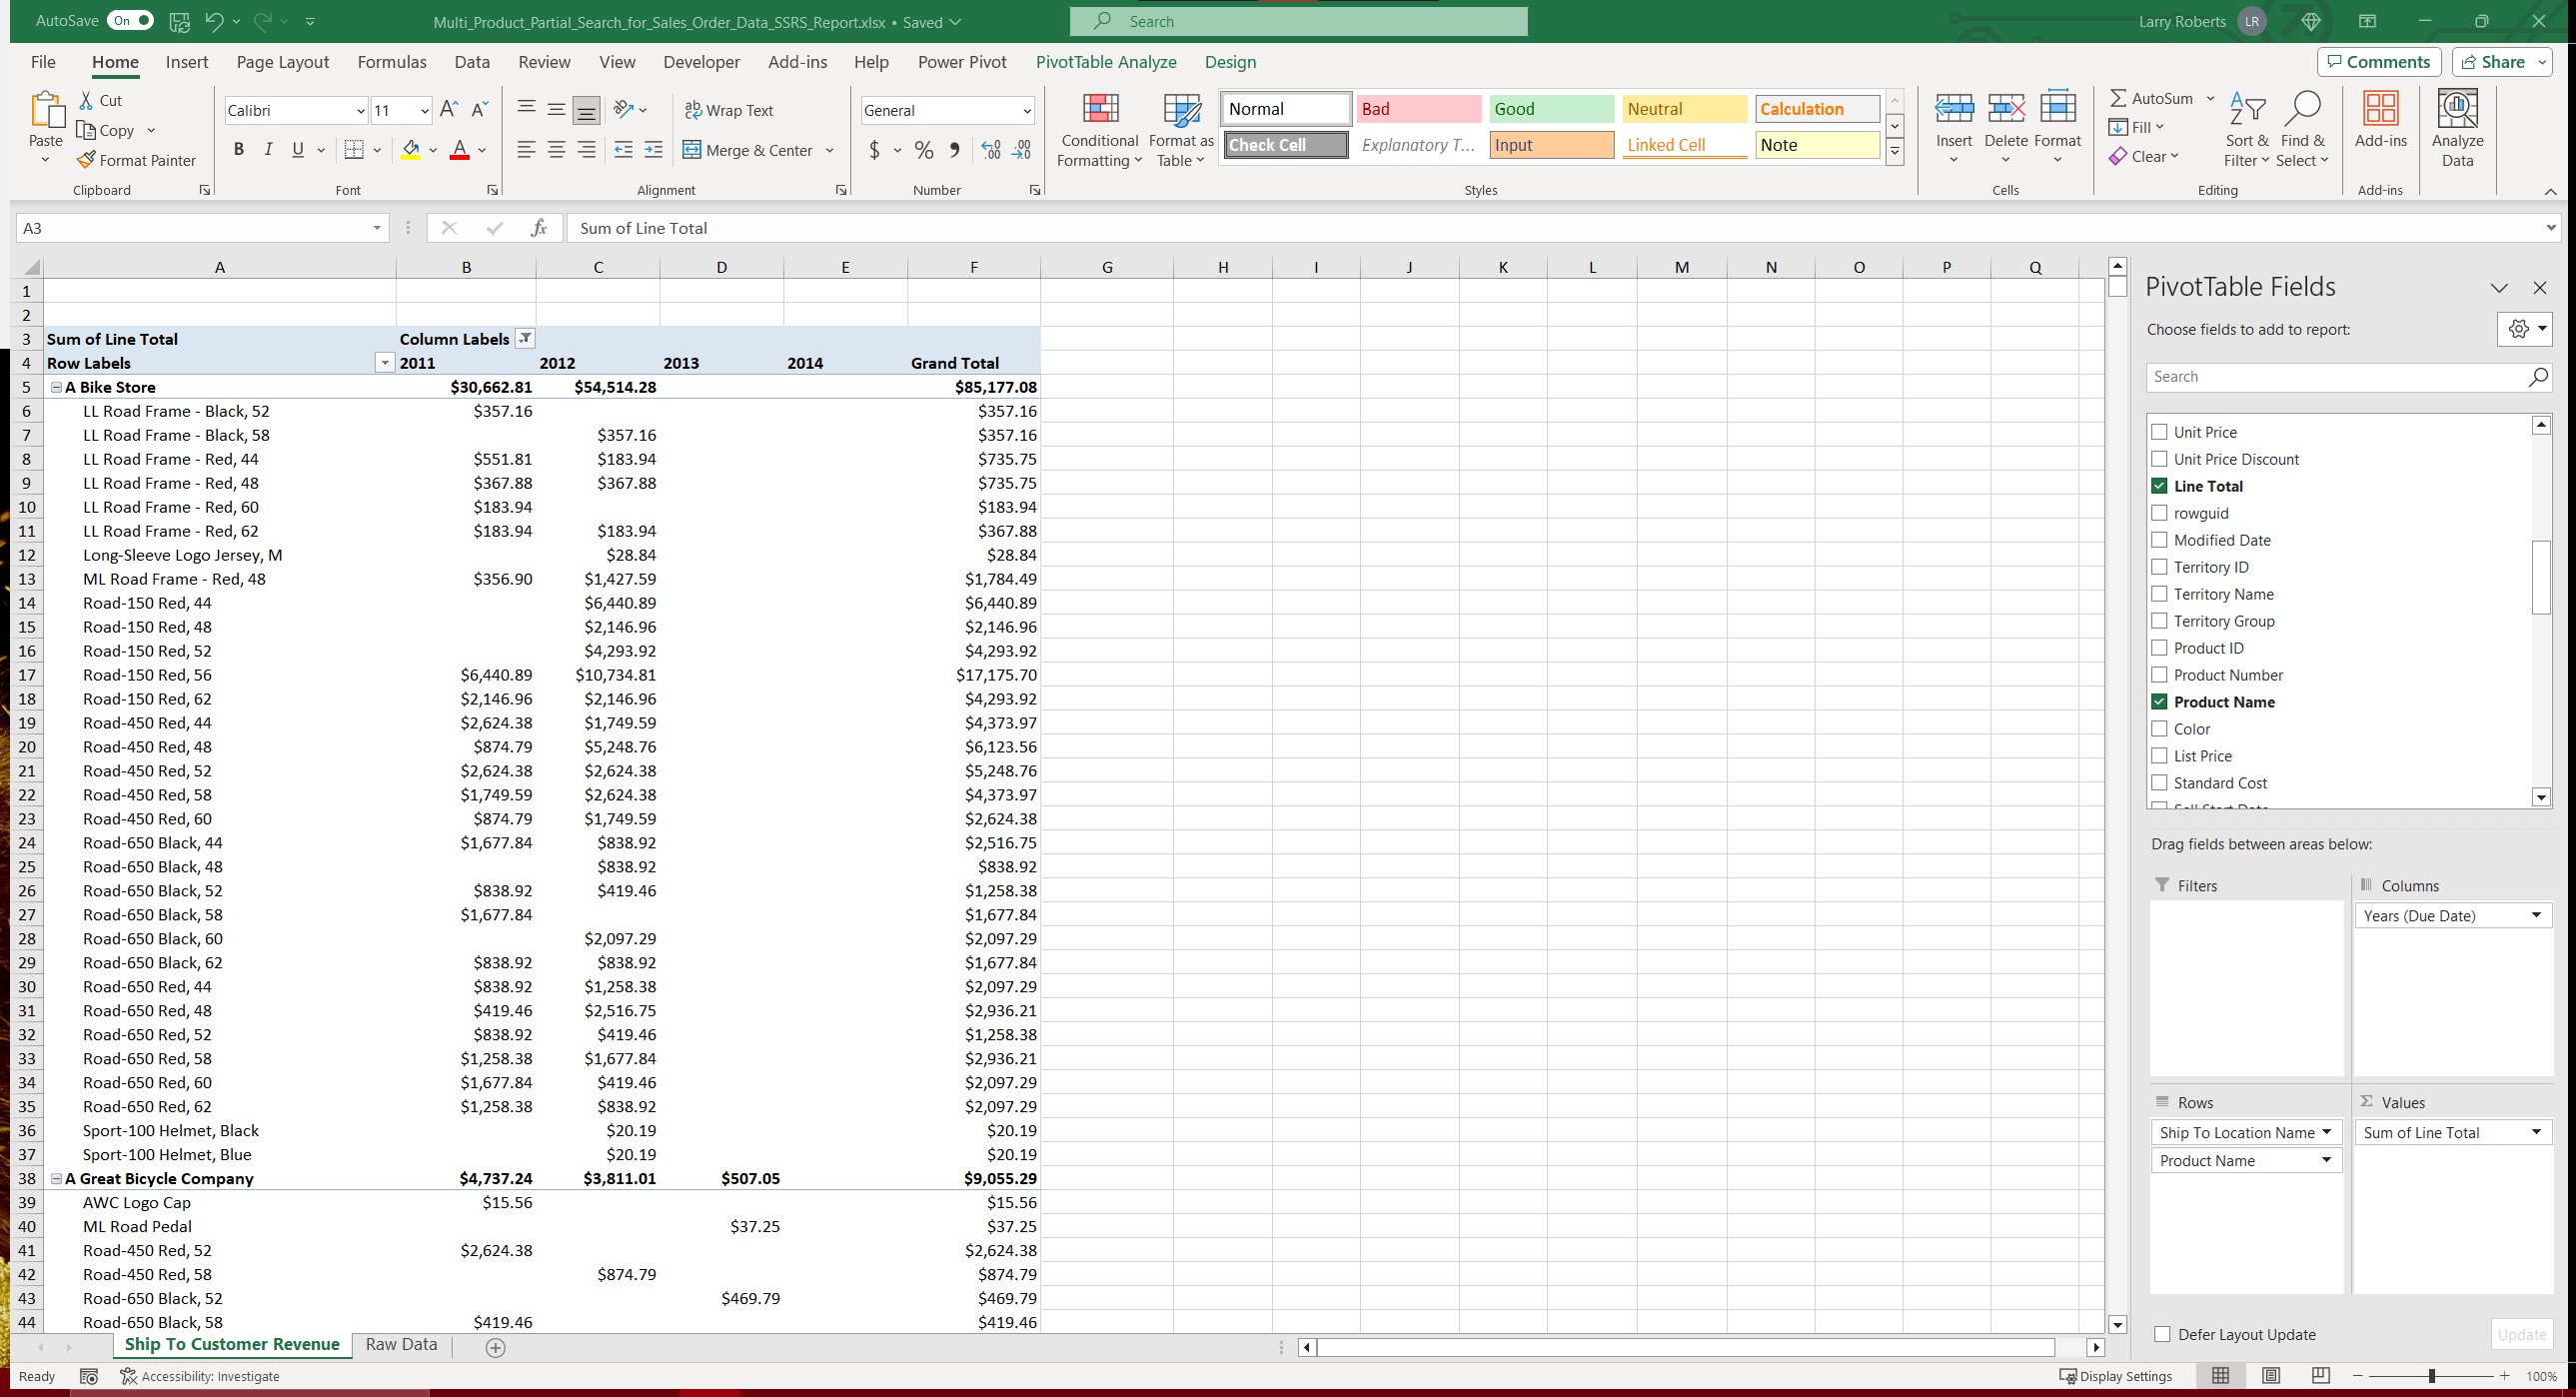 AutoSave On Multi_Product_Partial_Search_for_Sales_Order_Data_SSRS_Report.xlsx • Saved Search Larry Roberts LR
File Home Insert Page Layout Formulas Data Review View Developer Add-ins Help Power Pivot PivotTable Analyze Design Comments Share
Paste Cut Copy Format Painter Clipboard
Calibri 11 B I U A Font
Wrap Text Merge & Center Alignment
General $ % Number
Conditional Formatting Format as Table
Normal Bad Good Neutral Calculation
Check Cell Explanatory T... Input Linked Cell Note
Styles
Insert Delete Format Cells
AutoSum Fill Clear Sort & Filter Find & Select Editing
Add-ins Add-ins
Analyze Data
A3 fx Sum of Line Total
A B C D E F G H I J K L M N O P Q
1
2
3 Sum of Line Total Column Labels
4 Row Labels 2011 2012 2013 2014 Grand Total
5 A Bike Store $30,662.81 $54,514.28 $85,177.08
6 LL Road Frame - Black, 52 $357.16 $357.16
7 LL Road Frame - Black, 58 $357.16 $357.16
8 LL Road Frame - Red, 44 $551.81 $183.94 $735.75
9 LL Road Frame - Red, 48 $367.88 $367.88 $735.75
10 LL Road Frame - Red, 60 $183.94 $183.94
11 LL Road Frame - Red, 62 $183.94 $183.94 $367.88
12 Long-Sleeve Logo Jersey, M $28.84 $28.84
13 ML Road Frame - Red, 48 $356.90 $1,427.59 $1,784.49
14 Road-150 Red, 44 $6,440.89 $6,440.89
15 Road-150 Red, 48 $2,146.96 $2,146.96
16 Road-150 Red, 52 $4,293.92 $4,293.92
17 Road-150 Red, 56 $6,440.89 $10,734.81 $17,175.70
18 Road-150 Red, 62 $2,146.96 $2,146.96 $4,293.92
19 Road-450 Red, 44 $2,624.38 $1,749.59 $4,373.97
20 Road-450 Red, 48 $874.79 $5,248.76 $6,123.56
21 Road-450 Red, 52 $2,624.38 $2,624.38 $5,248.76
22 Road-450 Red, 58 $1,749.59 $2,624.38 $4,373.97
23 Road-450 Red, 60 $874.79 $1,749.59 $2,624.38
24 Road-650 Black, 44 $1,677.84 $838.92 $2,516.75
25 Road-650 Black, 48 $838.92 $838.92
26 Road-650 Black, 52 $838.92 $419.46 $1,258.38
27 Road-650 Black, 58 $1,677.84 $1,677.84
28 Road-650 Black, 60 $2,097.29 $2,097.29
29 Road-650 Black, 62 $838.92 $838.92 $1,677.84
30 Road-650 Red, 44 $838.92 $1,258.38 $2,097.29
31 Road-650 Red, 48 $419.46 $2,516.75 $2,936.21
32 Road-650 Red, 52 $838.92 $419.46 $1,258.38
33 Road-650 Red, 58 $1,258.38 $1,677.84 $2,936.21
34 Road-650 Red, 60 $1,677.84 $419.46 $2,097.29
35 Road-650 Red, 62 $1,258.38 $838.92 $2,097.29
36 Sport-100 Helmet, Black $20.19 $20.19
37 Sport-100 Helmet, Blue $20.19 $20.19
38 A Great Bicycle Company $4,737.24 $3,811.01 $507.05 $9,055.29
39 AWC Logo Cap $15.56 $15.56
40 ML Road Pedal $37.25 $37.25
41 Road-450 Red, 52 $2,624.38 $2,624.38
42 Road-450 Red, 58 $874.79 $874.79
43 Road-650 Black, 52 $469.79 $469.79
44 Road-650 Black, 58 $419.46 $419.46
Ship To Customer Revenue Raw Data
Ready Accessibility: Investigate Display Settings 100%
PivotTable Fields
Choose fields to add to report:
Search
Unit Price
Unit Price Discount
Line Total
rowguid
Modified Date
Territory ID
Territory Name
Territory Group
Product ID
Product Number
Product Name
Color
List Price
Standard Cost
Drag fields between areas below:
Filters Columns
Years (Due Date)
Rows Values
Ship To Location Name Sum of Line Total
Product Name
Defer Layout Update Update